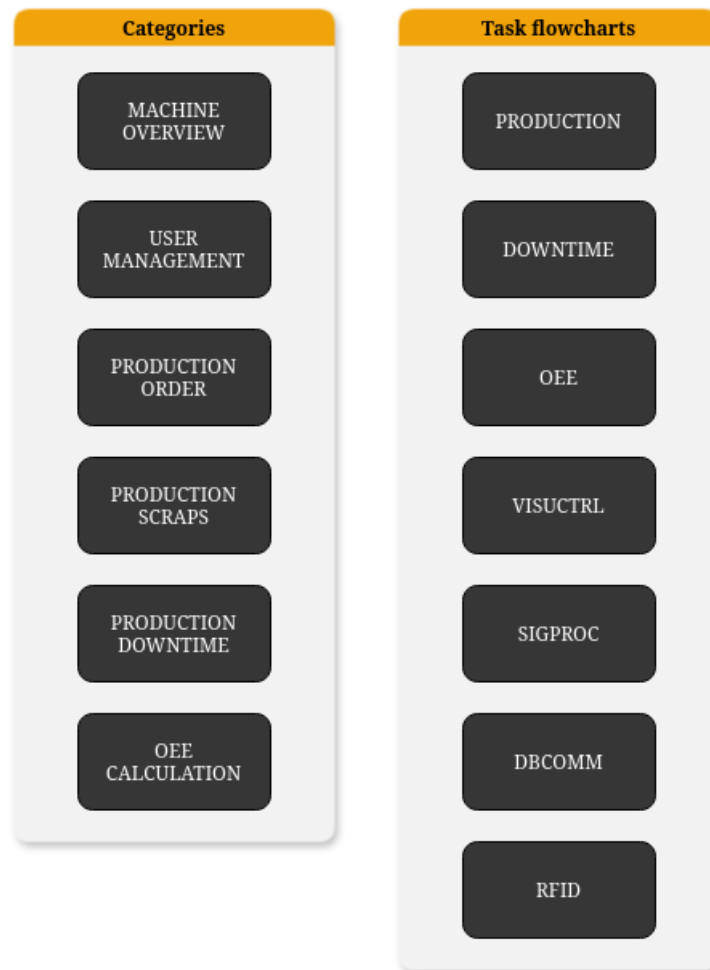 Categories
MACHINE
OVERVIEW
USER
MANAGEMENT
PRODUCTION
ORDER
PRODUCTION
SCRAPS
PRODUCTION
DOWNTIME
OEE
CALCULATION
Task flowcharts
PRODUCTION
DOWNTIME
OEE
VISUCTRL
SIGPROC
DBCOMM
RFID